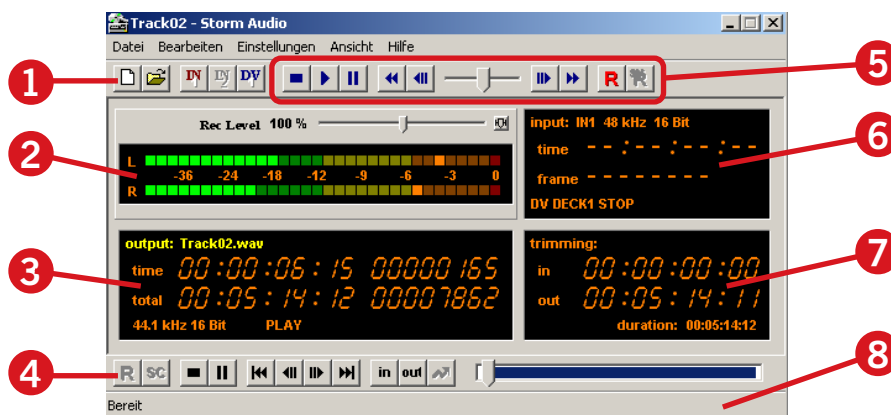 Track02 - Storm Audio
Datei Bearbeiten Einstellungen Ansicht Hilfe
1
IN IN DV
R R
5
Rec Level 100 %
input: IN1 48 kHz 16 Bit
6
2
L
-36 -24 -18 -12 -9 -6 -3 0
R
time --:--:--:--
frame --------
DV DECK1 STOP
output: Track02.wav
trimming:
3
time 00:00:06:15 00000165
total 00:05:14:12 00007862
44.1 kHz 16 Bit PLAY
in 00:00:00:00
out 00:05:14:11
duration: 00:05:14:12
7
4
R SC
in out
8
Bereit